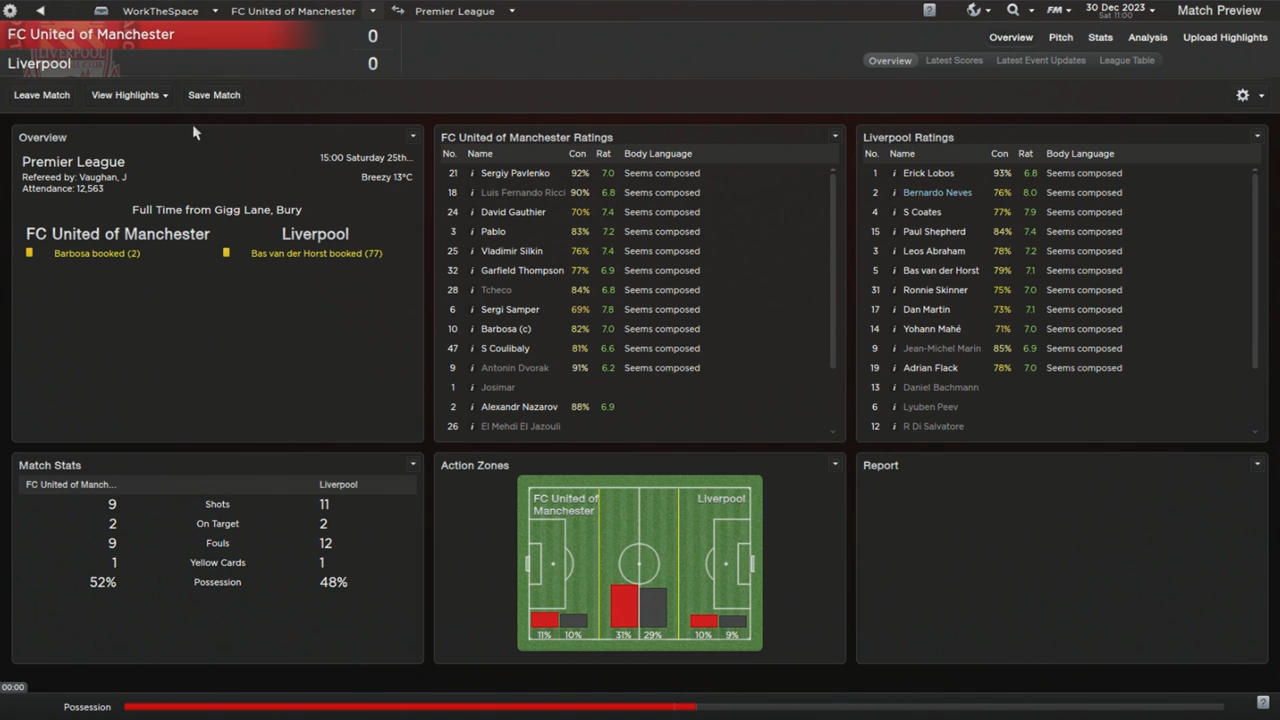 WorkTheSpace FC United of Manchester Premier League ? FM 30 Dec 2023 Sat 11:00 Match Preview
FC United of Manchester 0
Liverpool 0
Overview Pitch Stats Analysis Upload Highlights
Overview Latest Scores Latest Event Updates League Table
Leave Match View Highlights Save Match
Overview
Premier League 15:00 Saturday 25th...
Refereed by: Vaughan, J Breezy 13°C
Attendance: 12,563
Full Time from Gigg Lane, Bury
FC United of Manchester Liverpool
Barbosa booked (2) Bas van der Horst booked (77)
FC United of Manchester Ratings
No. Name Con Rat Body Language
21 i Sergiy Pavlenko 92% 7.0 Seems composed
18 i Luis Fernando Ricci 90% 6.8 Seems composed
24 i David Gauthier 70% 7.4 Seems composed
3 i Pablo 83% 7.2 Seems composed
25 i Vladimir Silkin 76% 7.4 Seems composed
32 i Garfield Thompson 77% 6.9 Seems composed
28 i Tcheco 84% 6.8 Seems composed
6 i Sergi Samper 69% 7.8 Seems composed
10 i Barbosa (c) 82% 7.0 Seems composed
47 i S Coulibaly 81% 6.6 Seems composed
9 i Antonin Dvorak 91% 6.2 Seems composed
1 i Josimar
2 i Alexandr Nazarov 88% 6.9
26 i El Mehdi El Jazouli
Liverpool Ratings
No. Name Con Rat Body Language
1 i Erick Lobos 93% 6.8 Seems composed
2 i Bernardo Neves 76% 8.0 Seems composed
4 i S Coates 77% 7.9 Seems composed
15 i Paul Shepherd 84% 7.4 Seems composed
3 i Leos Abraham 78% 7.2 Seems composed
5 i Bas van der Horst 79% 7.1 Seems composed
31 i Ronnie Skinner 75% 7.0 Seems composed
17 i Dan Martin 73% 7.1 Seems composed
14 i Yohann Mahé 71% 7.0 Seems composed
9 i Jean-Michel Marin 85% 6.9 Seems composed
19 i Adrian Flack 78% 7.0 Seems composed
13 i Daniel Bachmann
6 i Lyuben Peev
12 i R Di Salvatore
Match Stats
FC United of Manch... Liverpool
9 Shots 11
2 On Target 2
9 Fouls 12
1 Yellow Cards 1
52% Possession 48%
Action Zones
FC United of Manchester Liverpool
11% 10% 31% 29% 10% 9%
Report
00:00
Possession ?